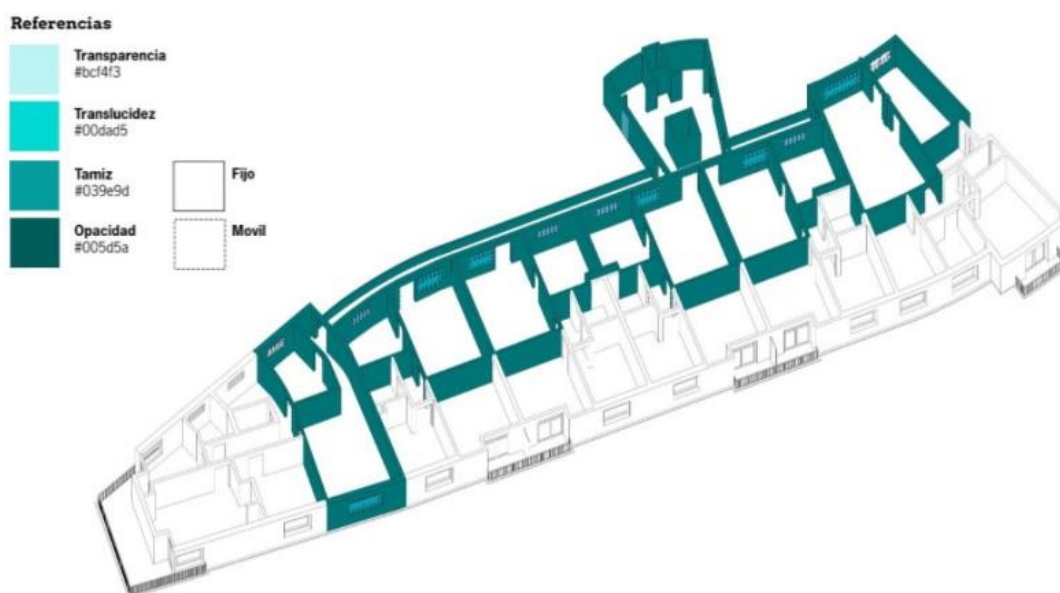 Referencias
Transparencia
#bcf4f3
Translucidez
#00dad5
Tamiz
#039e9d
Fijo
Opacidad
#005d5a
Movil